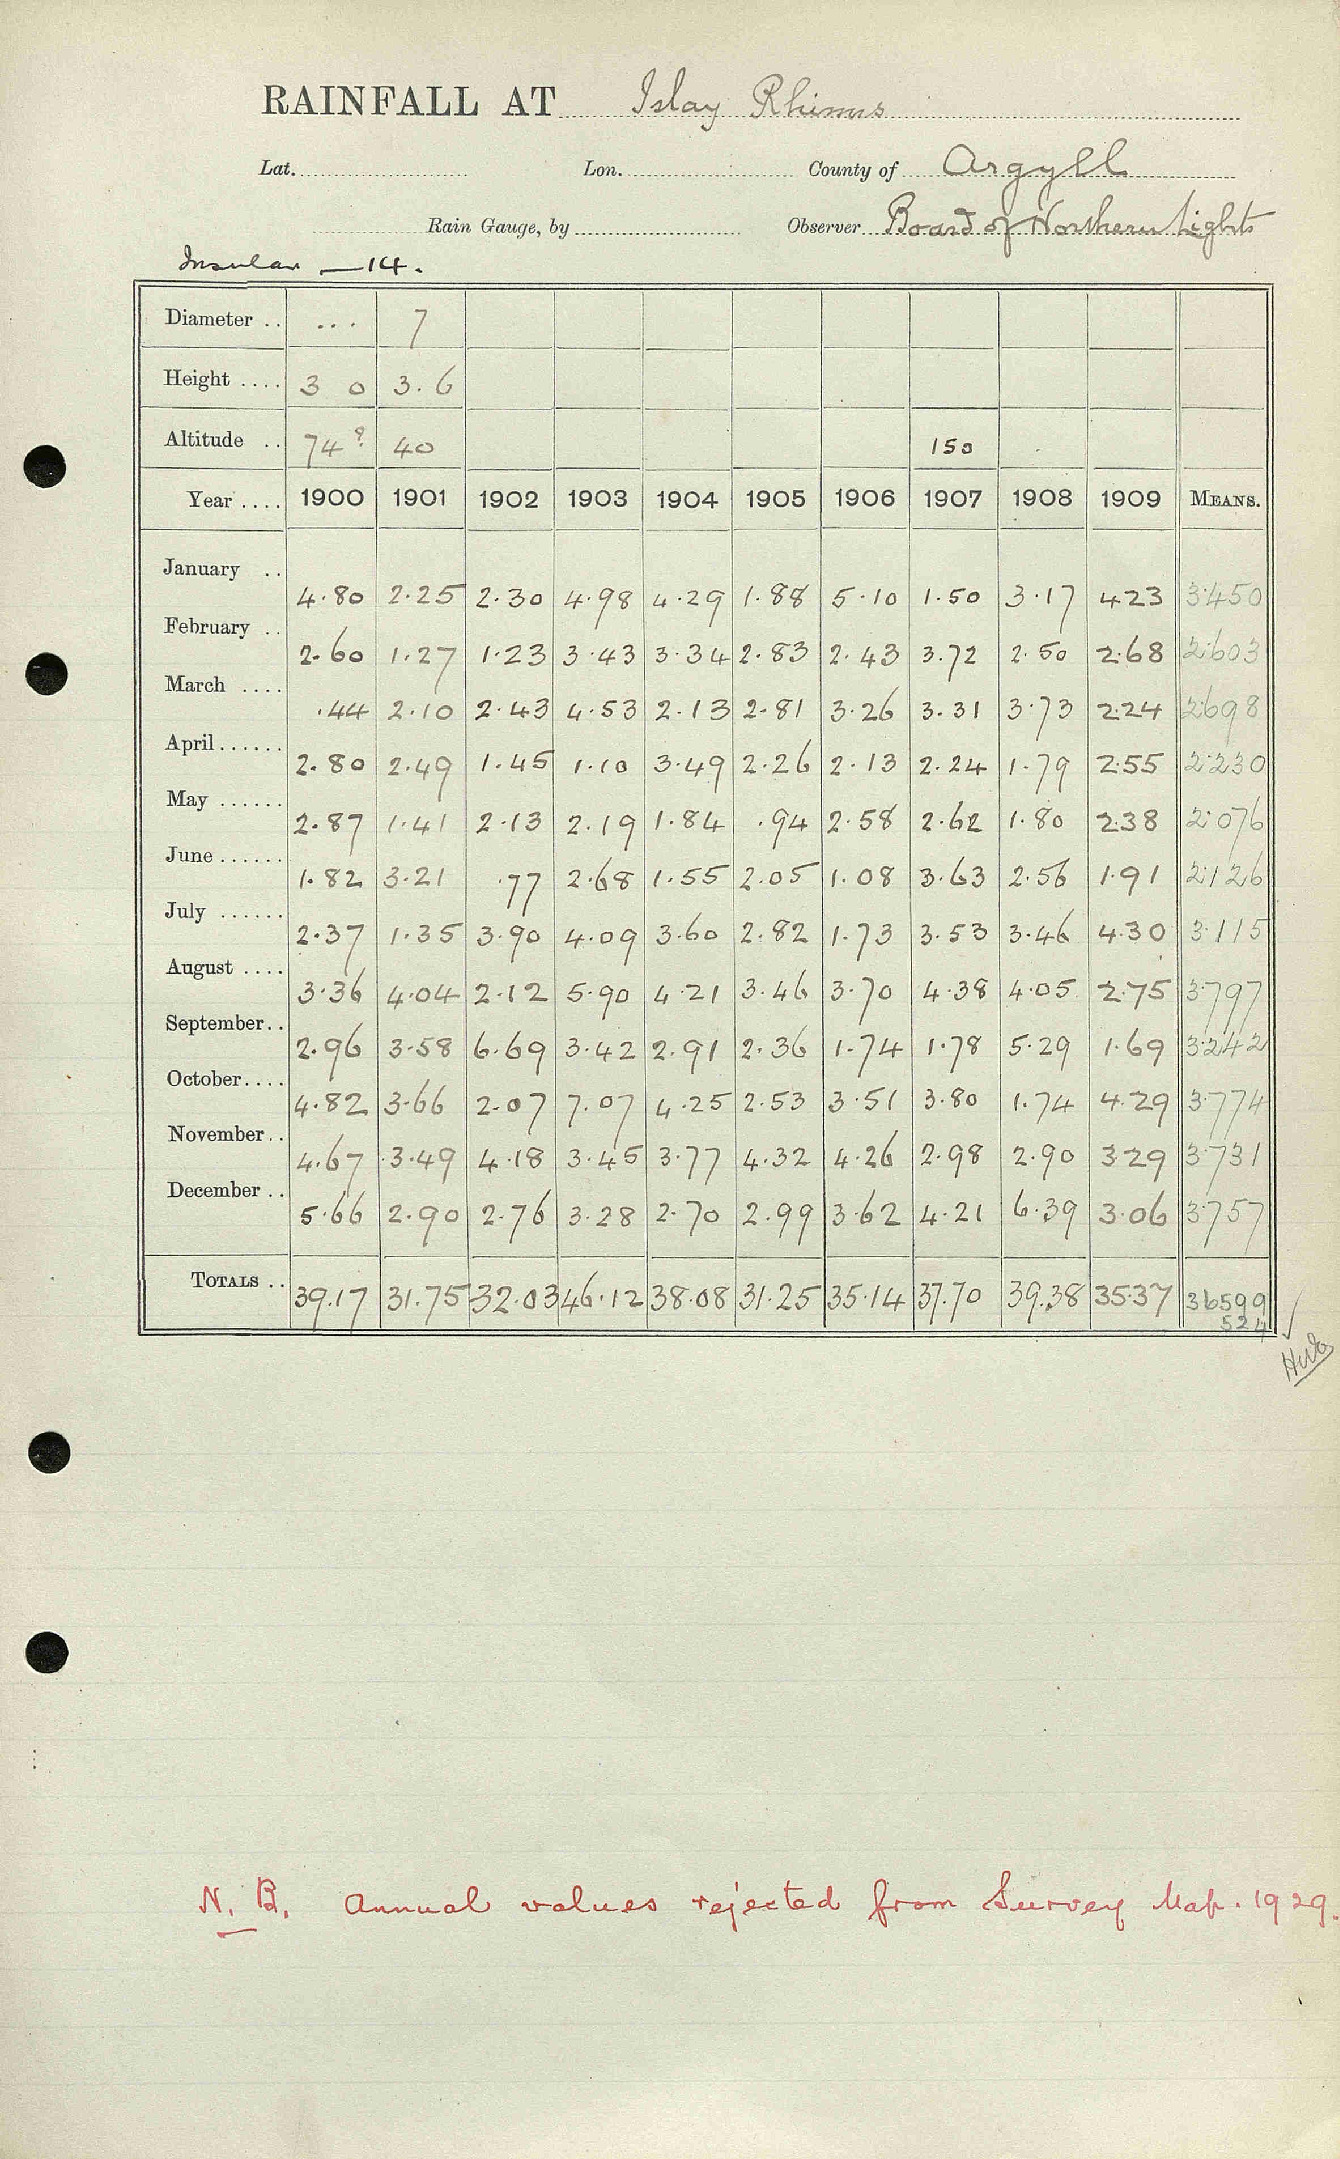 RAINFALL AT Islay Rhinns
Lat. Lon. County of Argyll
Rain Gauge, by Observer Board of Northern Lights
Insular — 14.
Diameter .. ... 7
Height .... 3 0 3.6
Altitude .. 74? 40 150
Year .... 1900 1901 1902 1903 1904 1905 1906 1907 1908 1909 MEANS.
January .. 4.80 2.25 2.30 4.98 4.29 1.88 5.10 1.50 3.17 4.23 3.450
February .. 2.60 1.27 1.23 3.43 3.34 2.83 2.43 3.72 2.50 2.68 2.603
March .... .44 2.10 2.43 4.53 2.13 2.81 3.26 3.31 3.73 2.24 2.698
April ...... 2.80 2.49 1.45 1.10 3.49 2.26 2.13 2.24 1.79 2.55 2.230
May ...... 2.87 1.41 2.13 2.19 1.84 .94 2.58 2.62 1.80 2.38 2.076
June ...... 1.82 3.21 .77 2.68 1.55 2.05 1.08 3.63 2.56 1.91 2.126
July ...... 2.37 1.35 3.90 4.09 3.60 2.82 1.73 3.53 3.46 4.30 3.115
August .... 3.36 4.04 2.12 5.90 4.21 3.46 3.70 4.38 4.05 2.75 3.797
September .. 2.96 3.58 6.69 3.42 2.91 2.36 1.74 1.78 5.29 1.69 3.242
October .... 4.82 3.66 2.07 7.07 4.25 2.53 3.51 3.80 1.74 4.29 3.774
November .. 4.67 3.49 4.18 3.45 3.77 4.32 4.26 2.98 2.90 3.29 3.731
December .. 5.66 2.90 2.76 3.28 2.70 2.99 3.62 4.21 6.39 3.06 3.757
TOTALS .. 39.17 31.75 32.03 46.12 38.08 31.25 35.14 37.70 39.38 35.37 36599
524
N. B. Annual values rejected from Survey Map. 1929.